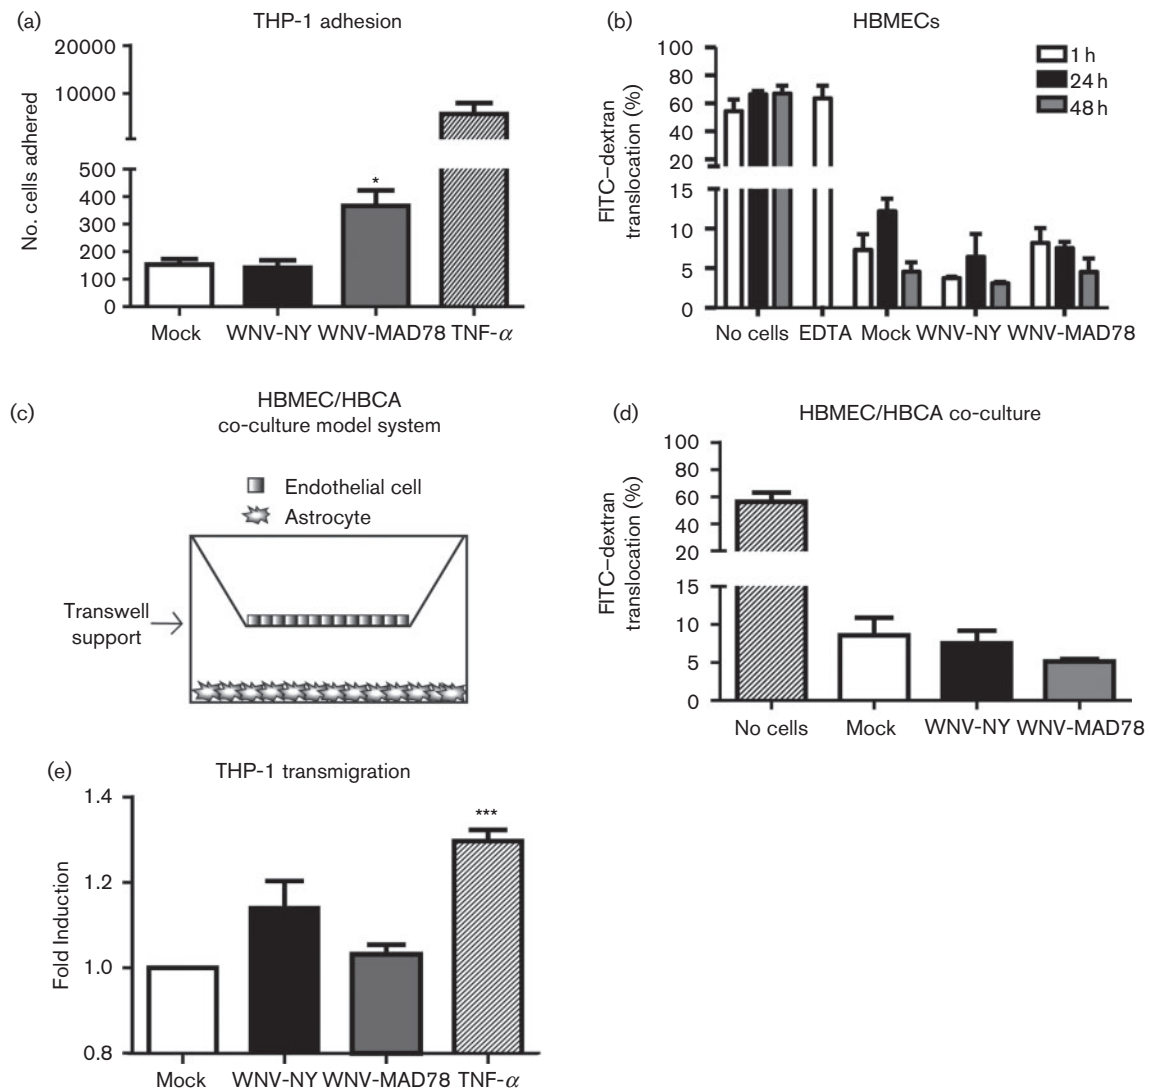 (a)
THP-1 adhesion
No. cells adhered
20000
10000
500
400
300
200
100
0
*
Mock WNV-NY WNV-MAD78 TNF-α
(b)
HBMECs
FITC–dextran
translocation (%)
100
80
60
40
20
15
10
5
0
1 h
24 h
48 h
No cells EDTA Mock WNV-NY WNV-MAD78
(c)
HBMEC/HBCA
co-culture model system
Endothelial cell
Astrocyte
Transwell
support
(d)
HBMEC/HBCA co-culture
FITC–dextran
translocation (%)
100
80
60
40
20
15
10
5
0
No cells Mock WNV-NY WNV-MAD78
(e)
THP-1 transmigration
Fold Induction
1.4
1.2
1.0
0.8
***
Mock WNV-NY WNV-MAD78 TNF-α